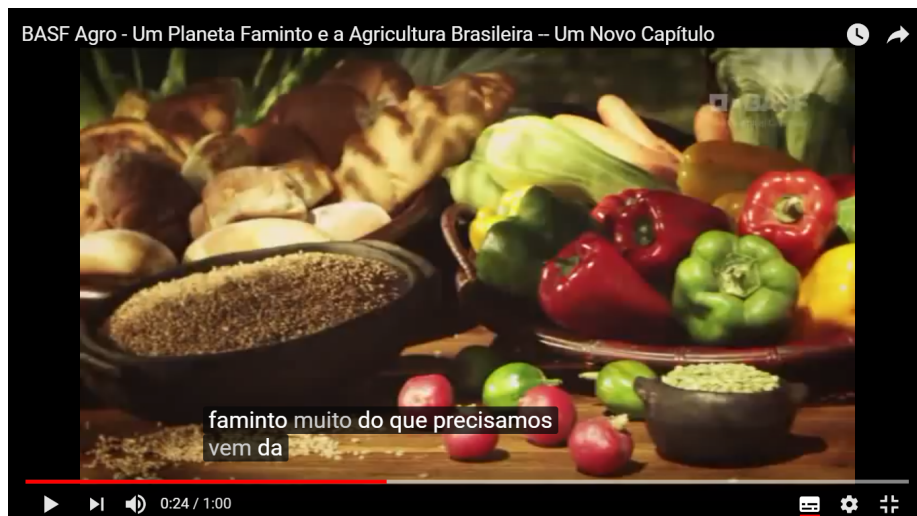 BASF Agro - Um Planeta Faminto e a Agricultura Brasileira -- Um Novo Capítulo
BASF
faminto muito do que precisamos
vem da
0:24 / 1:00